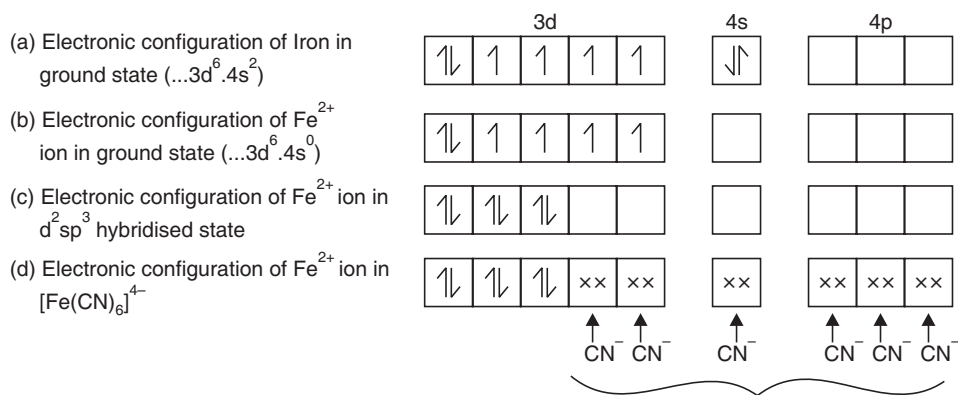 3d 4s 4p
(a) Electronic configuration of Iron in
ground state (...3d⁶.4s²)
(b) Electronic configuration of Fe²⁺
ion in ground state (...3d⁶.4s⁰)
(c) Electronic configuration of Fe²⁺ ion in
d²sp³ hybridised state
(d) Electronic configuration of Fe²⁺ ion in
[Fe(CN)₆]⁴⁻
×× ×× ×× ×× ×× ××
CN⁻ CN⁻ CN⁻ CN⁻ CN⁻ CN⁻